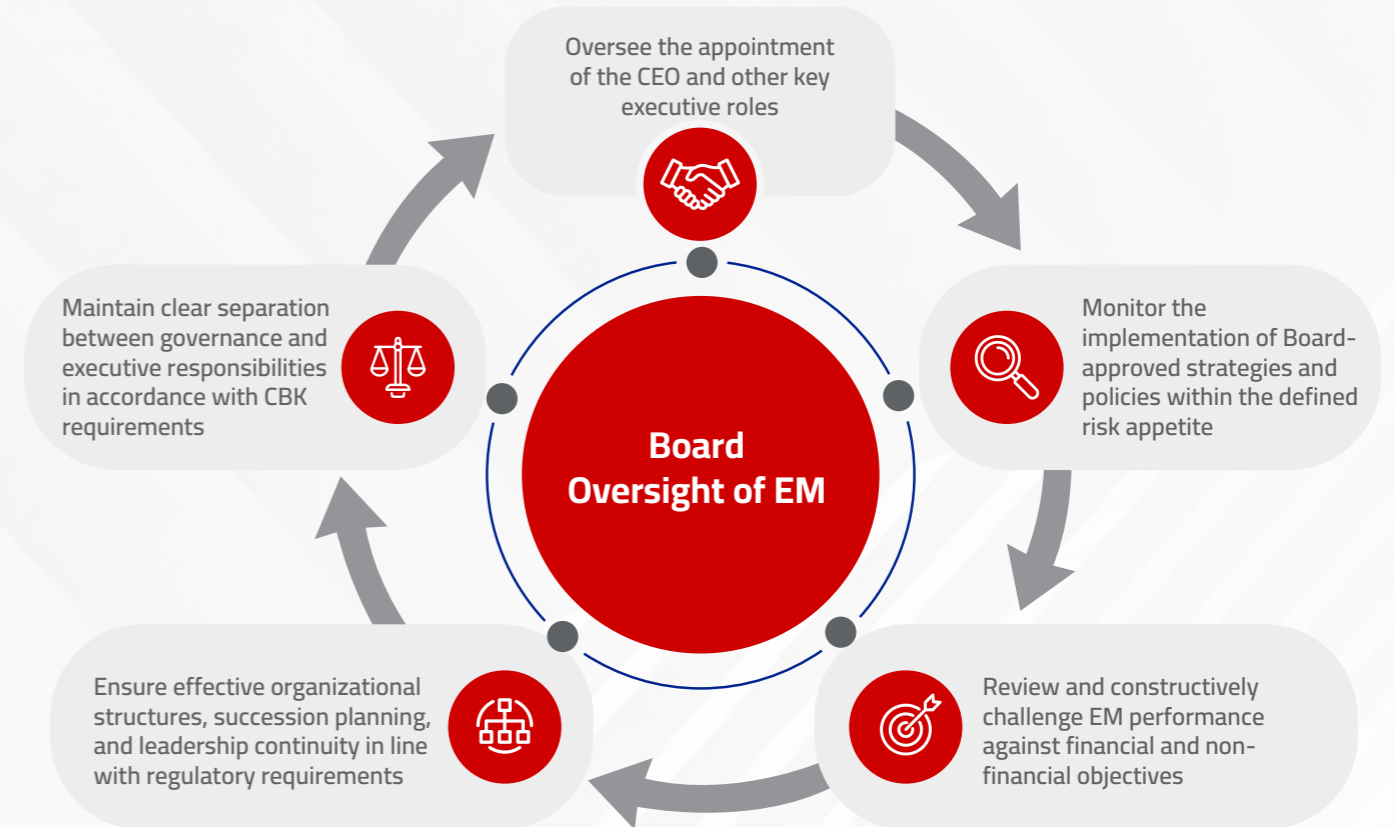 Oversee the appointment
of the CEO and other key
executive roles
Monitor the
implementation of Board-
approved strategies and
policies within the defined
risk appetite
Review and constructively
challenge EM performance
against financial and non-
financial objectives
Ensure effective organizational
structures, succession planning,
and leadership continuity in line
with regulatory requirements
Maintain clear separation
between governance and
executive responsibilities
in accordance with CBK
requirements
Board
Oversight of EM